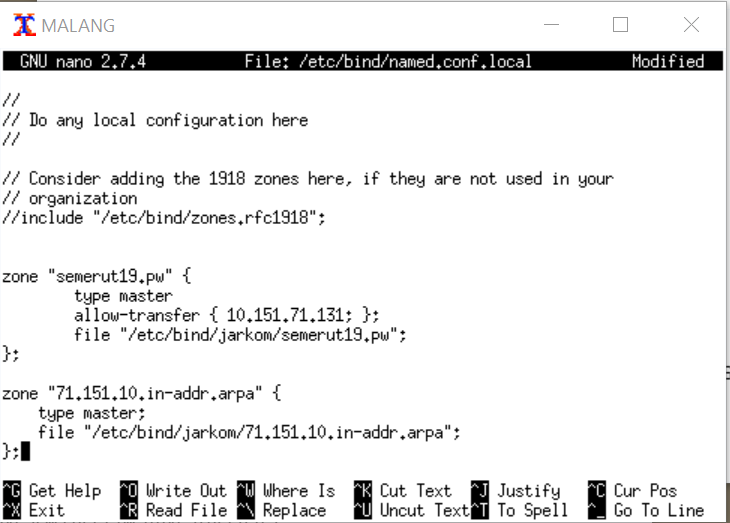 MALANG
GNU nano 2.7.4 File: /etc/bind/named.conf.local Modified
//
// Do any local configuration here
//
// Consider adding the 1918 zones here, if they are not used in your
// organization
//include "/etc/bind/zones.rfc1918";
zone "semerut19.pw" {
type master
allow-transfer { 10.151.71.131; };
file "/etc/bind/jarkom/semerut19.pw";
};
zone "71.151.10.in-addr.arpa" {
type master;
file "/etc/bind/jarkom/71.151.10.in-addr.arpa";
};
^G Get Help ^O Write Out ^W Where Is ^K Cut Text ^J Justify ^C Cur Pos
^X Exit ^R Read File ^\ Replace ^U Uncut Text ^T To Spell ^_ Go To Line